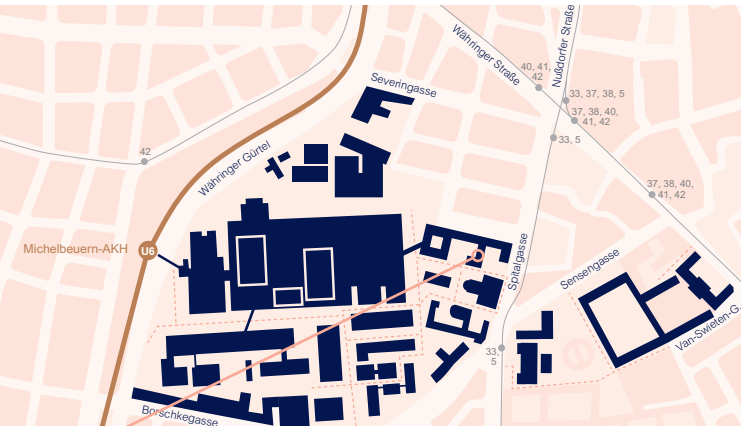 Nußdorfer Straße
Währinger Straße
40, 41,
42
Severingasse
33, 37, 38, 5
37, 38, 40,
41, 42
33, 5
42
Währinger Gürtel
37, 38, 40,
41, 42
Michelbeuern-AKH
U6
Spitalgasse
Sensengasse
Van-Swieten-G.
33,
5
Borschkegasse